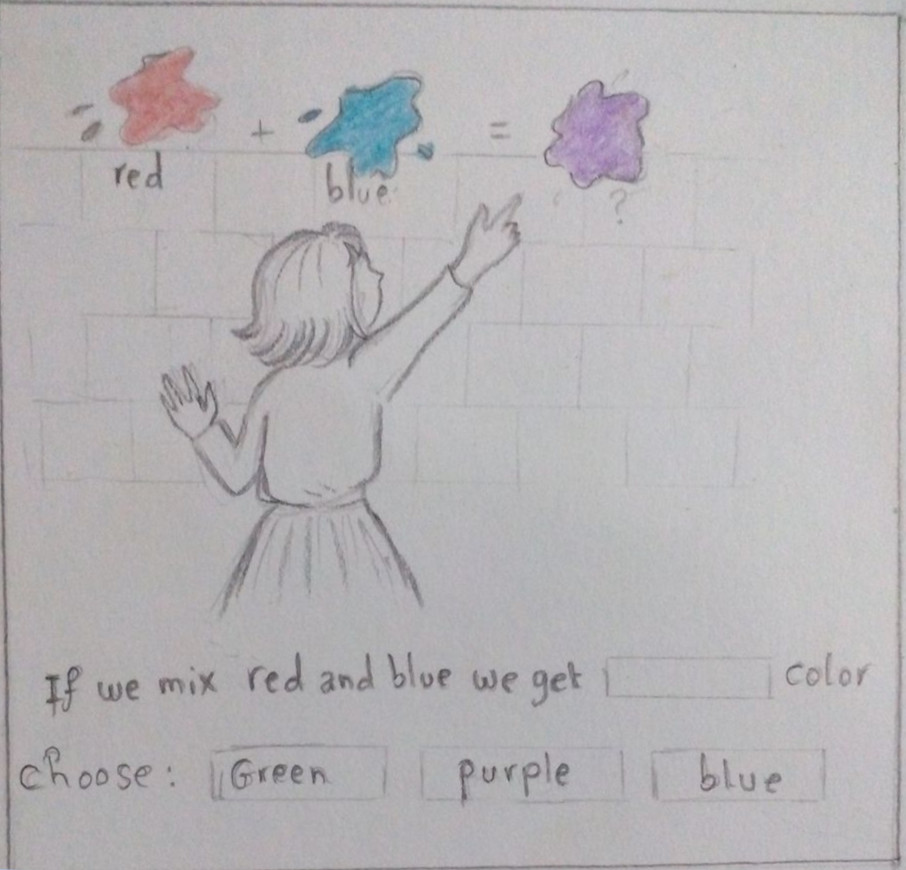 + =
red blue ?
If we mix red and blue we get color
choose: Green purple blue